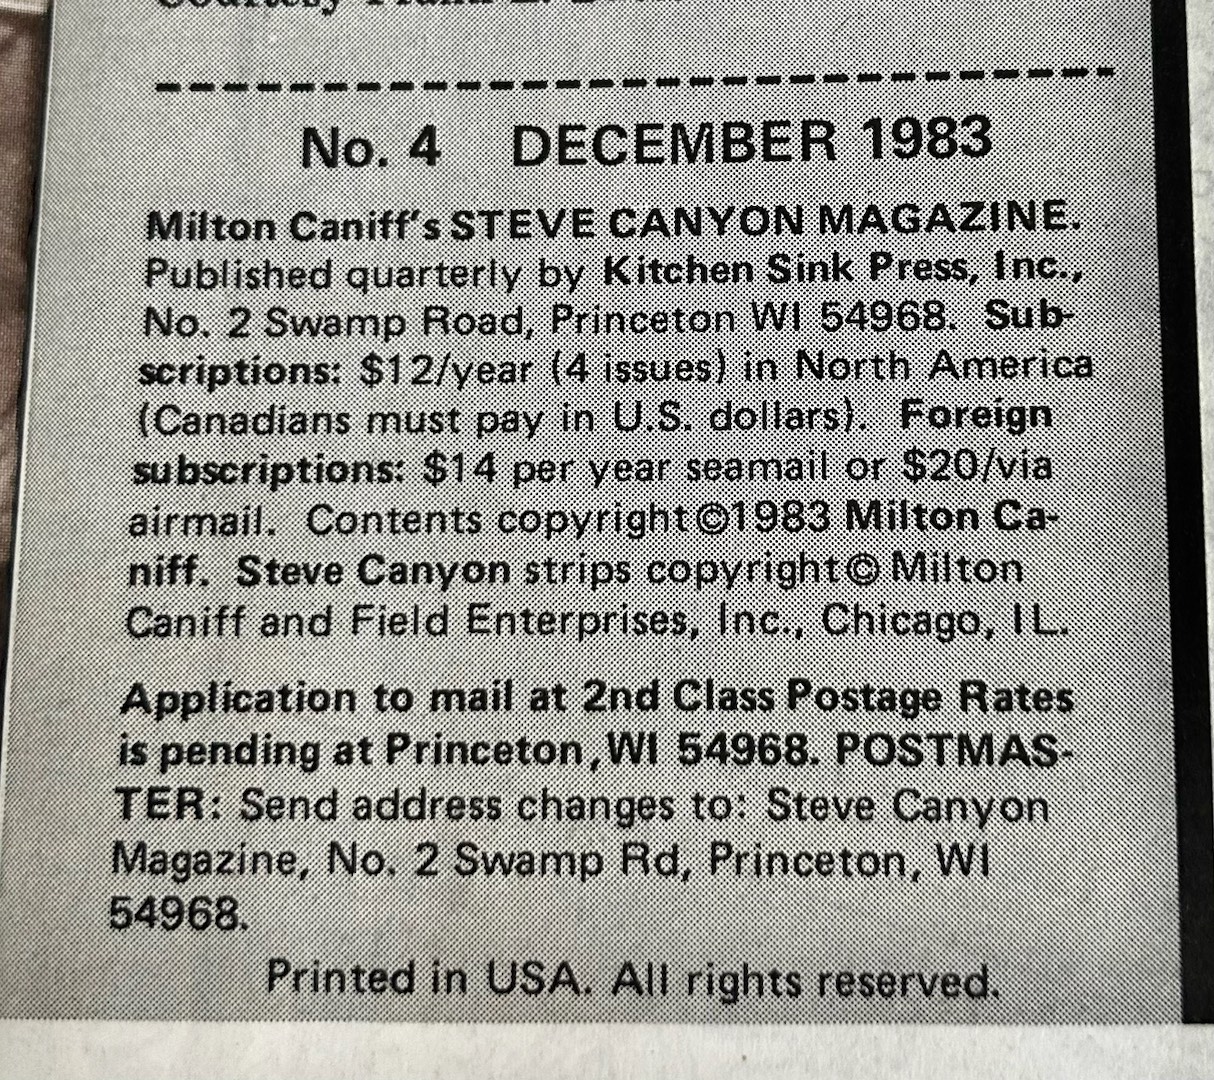 No. 4 DECEMBER 1983
Milton Caniff's STEVE CANYON MAGAZINE.
Published quarterly by Kitchen Sink Press, Inc.,
No. 2 Swamp Road, Princeton WI 54968. Sub-
scriptions: $12/year (4 issues) in North America
(Canadians must pay in U.S. dollars). Foreign
subscriptions: $14 per year seamail or $20/via
airmail. Contents copyright ©1983 Milton Ca-
niff. Steve Canyon strips copyright © Milton
Caniff and Field Enterprises, Inc., Chicago, IL.
Application to mail at 2nd Class Postage Rates
is pending at Princeton, WI 54968. POSTMAS-
TER: Send address changes to: Steve Canyon
Magazine, No. 2 Swamp Rd, Princeton, WI
54968.
Printed in USA. All rights reserved.